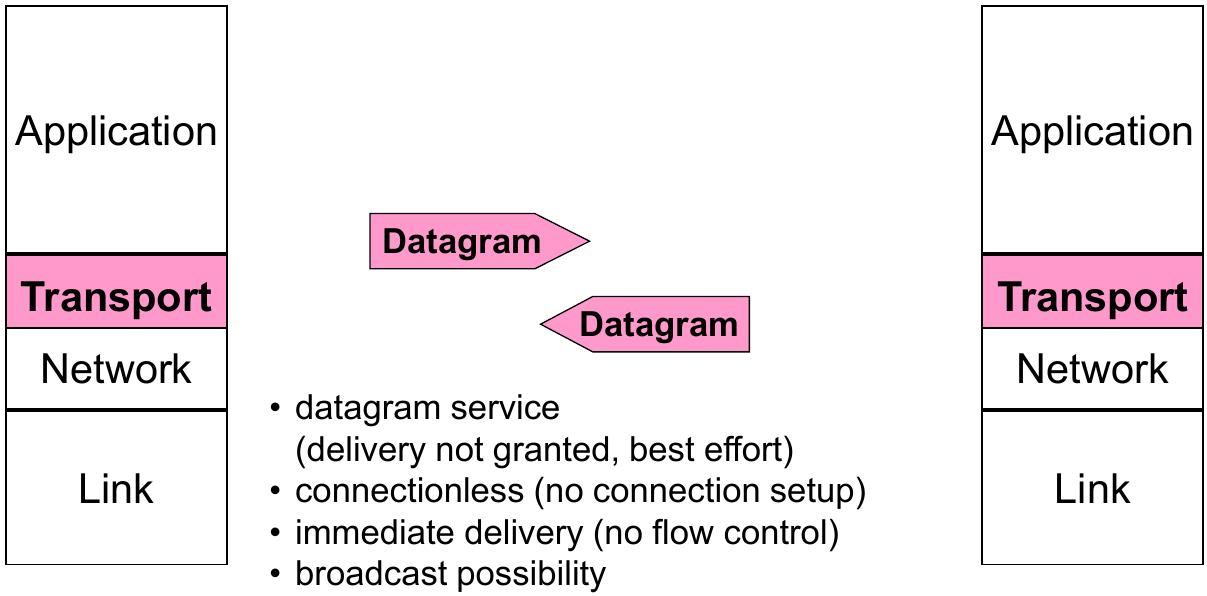 Application
Application
Datagram
Transport
Transport
Datagram
Network
Network
• datagram service
(delivery not granted, best effort)
• connectionless (no connection setup)
Link
Link
• immediate delivery (no flow control)
• broadcast possibility